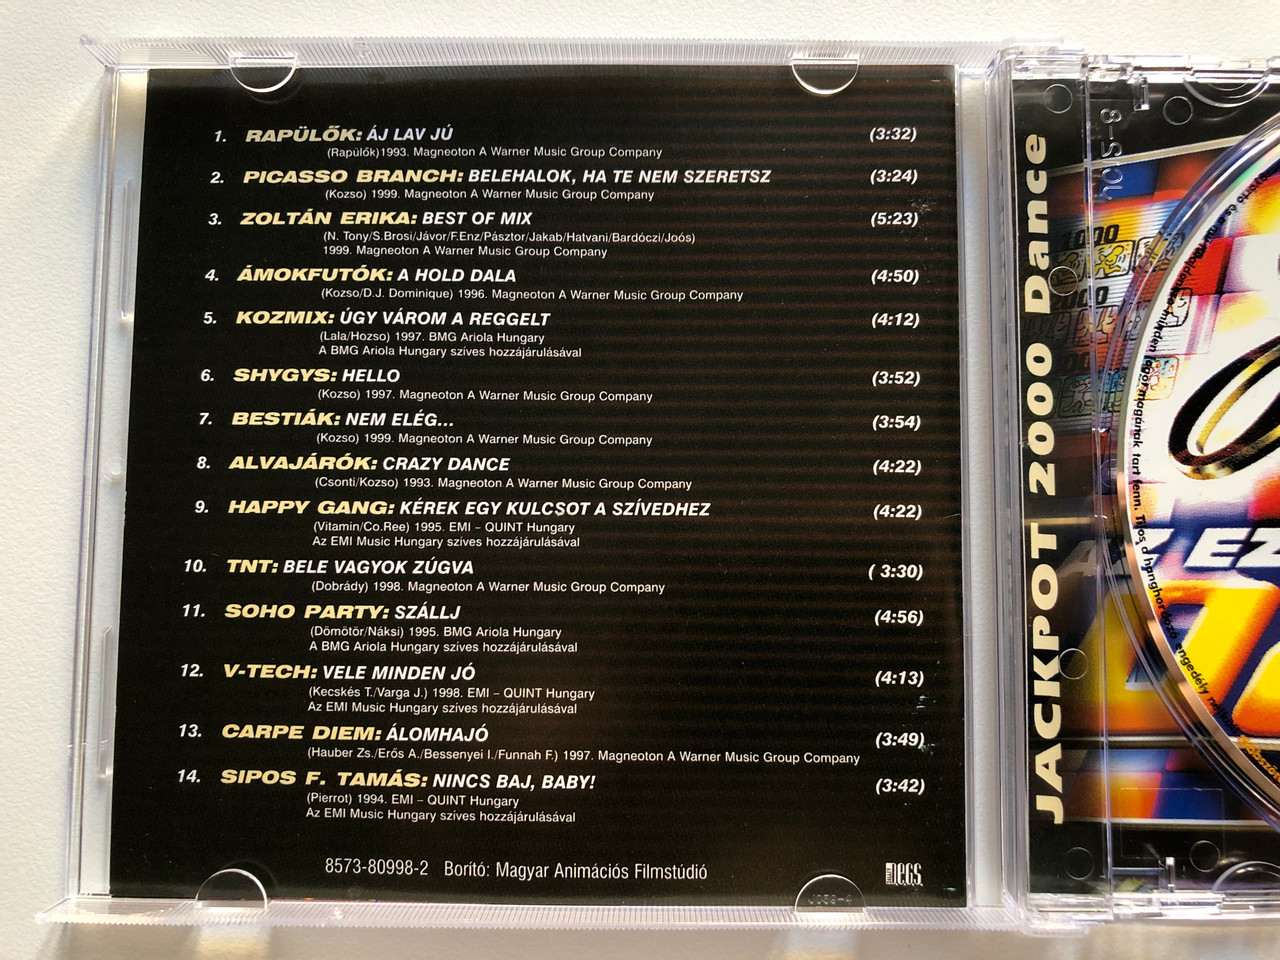 1. RAPÜLŐK: ÁJ LAV JÚ (3:32)
(Rapülők)1993. Magneoton A Warner Music Group Company
2. PICASSO BRANCH: BELEHALOK, HA TE NEM SZERETSZ (3:24)
(Kozso) 1999. Magneoton A Warner Music Group Company
3. ZOLTÁN ERIKA: BEST OF MIX (5:23)
(N. Tony/S.Brosi/Jávor/F.Enz/Pásztor/Jakab/Hatvani/Bardóczi/Joós)
1999. Magneoton A Warner Music Group Company
4. ÁMOKFUTÓK: A HOLD DALA (4:50)
(Kozso/D.J. Dominique) 1996. Magneoton A Warner Music Group Company
5. KOZMIX: ÚGY VÁROM A REGGELT (4:12)
(Lala/Hozso) 1997. BMG Ariola Hungary
A BMG Ariola Hungary szíves hozzájárulásával
6. SHYGYS: HELLO (3:52)
(Kozso) 1997. Magneoton A Warner Music Group Company
7. BESTIÁK: NEM ELÉG... (3:54)
(Kozso) 1999. Magneoton A Warner Music Group Company
8. ALVAJÁRÓK: CRAZY DANCE (4:22)
(Csonti/Kozso) 1993. Magneoton A Warner Music Group Company
9. HAPPY GANG: KÉREK EGY KULCSOT A SZÍVEDHEZ (4:22)
(Vitamin/Co.Ree) 1995. EMI – QUINT Hungary
Az EMI Music Hungary szíves hozzájárulásával
10. TNT: BELE VAGYOK ZÚGVA ( 3:30)
(Dobrády) 1998. Magneoton A Warner Music Group Company
11. SOHO PARTY: SZÁLLJ (4:56)
(Dömötör/Náksi) 1995. BMG Ariola Hungary
A BMG Ariola Hungary szíves hozzájárulásával
12. V-TECH: VELE MINDEN JÓ (4:13)
(Kecskés T./Varga J.) 1998. EMI – QUINT Hungary
Az EMI Music Hungary szíves hozzájárulásával
13. CARPE DIEM: ÁLOMHAJÓ (3:49)
(Hauber Zs./Erős A./Bessenyei I./Funnah F.) 1997. Magneoton A Warner Music Group Company
14. SIPOS F. TAMÁS: NINCS BAJ, BABY! (3:42)
(Pierrot) 1994. EMI – QUINT Hungary
Az EMI Music Hungary szíves hozzájárulásával
8573-80998-2 Borító: Magyar Animációs Filmstúdió
JACKPOT 2000 Dance
AZ EZ